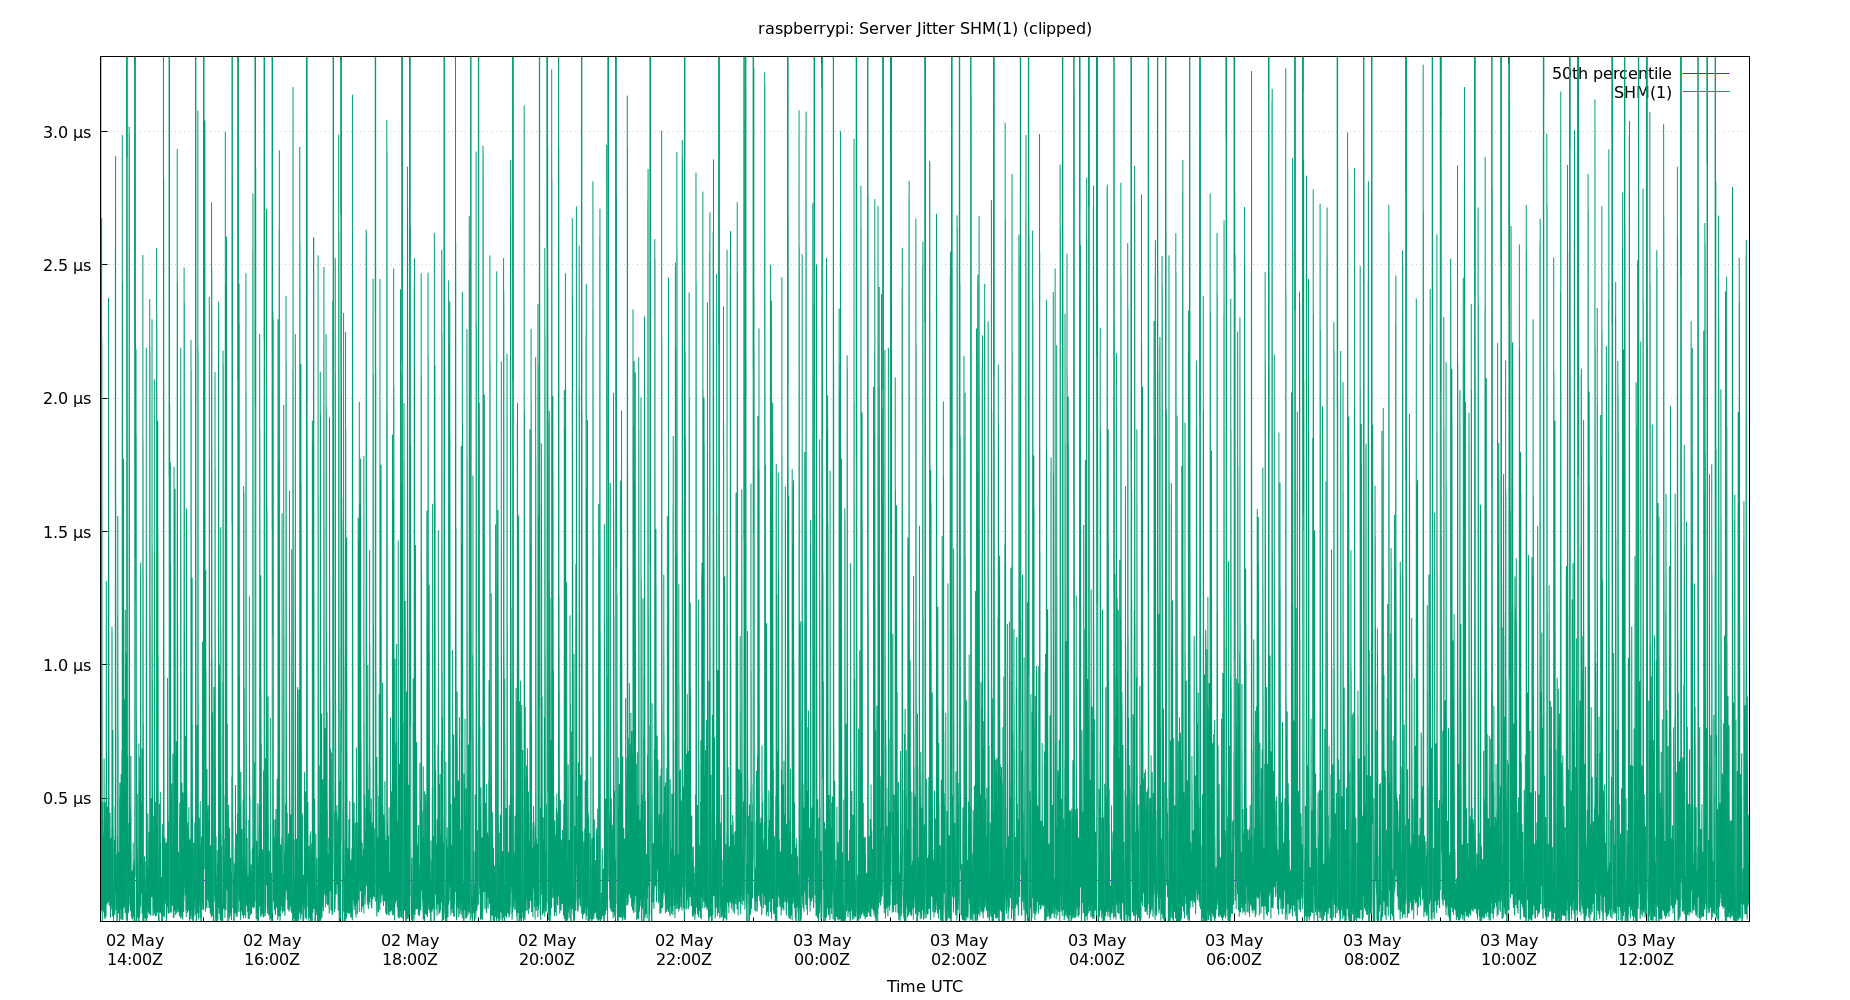 raspberrypi: Server Jitter SHM(1) (clipped)
50th percentile
SHM(1)
3.0 µs
2.5 µs
2.0 µs
1.5 µs
1.0 µs
0.5 µs
02 May 02 May 02 May 02 May 02 May 03 May 03 May 03 May 03 May 03 May 03 May 03 May
14:00Z 16:00Z 18:00Z 20:00Z 22:00Z 00:00Z 02:00Z 04:00Z 06:00Z 08:00Z 10:00Z 12:00Z
Time UTC